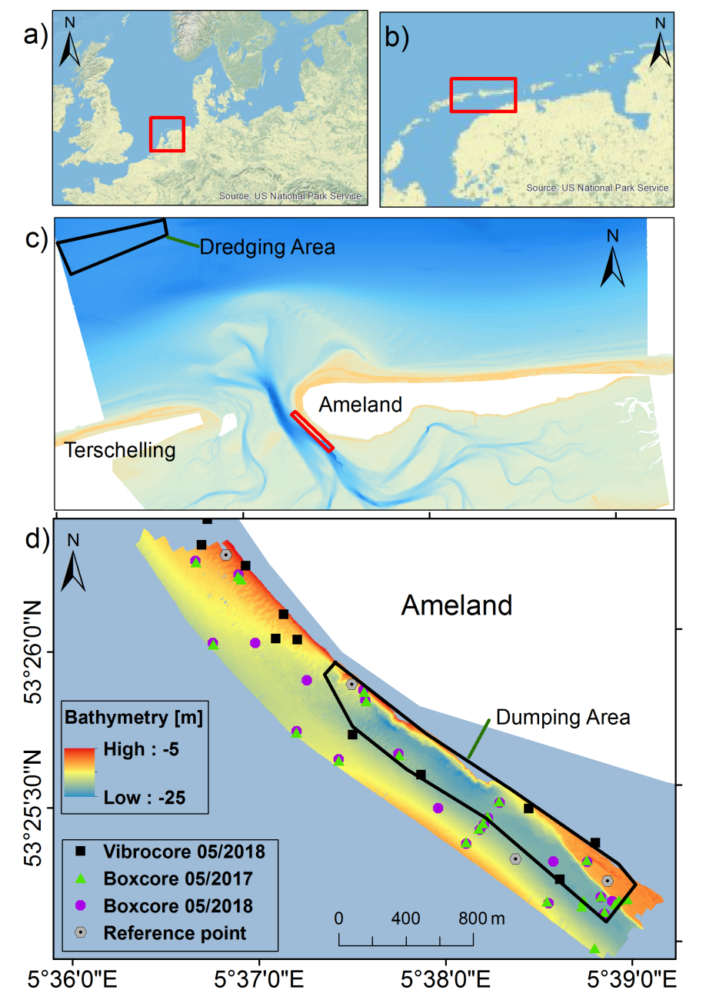 a)
N
Source: US National Park Service
b)
N
Source: US National Park Service
c)
Dredging Area
N
Ameland
Terschelling
d)
N
Ameland
Dumping Area
Bathymetry [m]
High : -5
Low : -25
Vibrocore 05/2018
Boxcore 05/2017
Boxcore 05/2018
Reference point
0 400 800 m
53°26'0"N
53°25'30"N
5°36'0"E 5°37'0"E 5°38'0"E 5°39'0"E